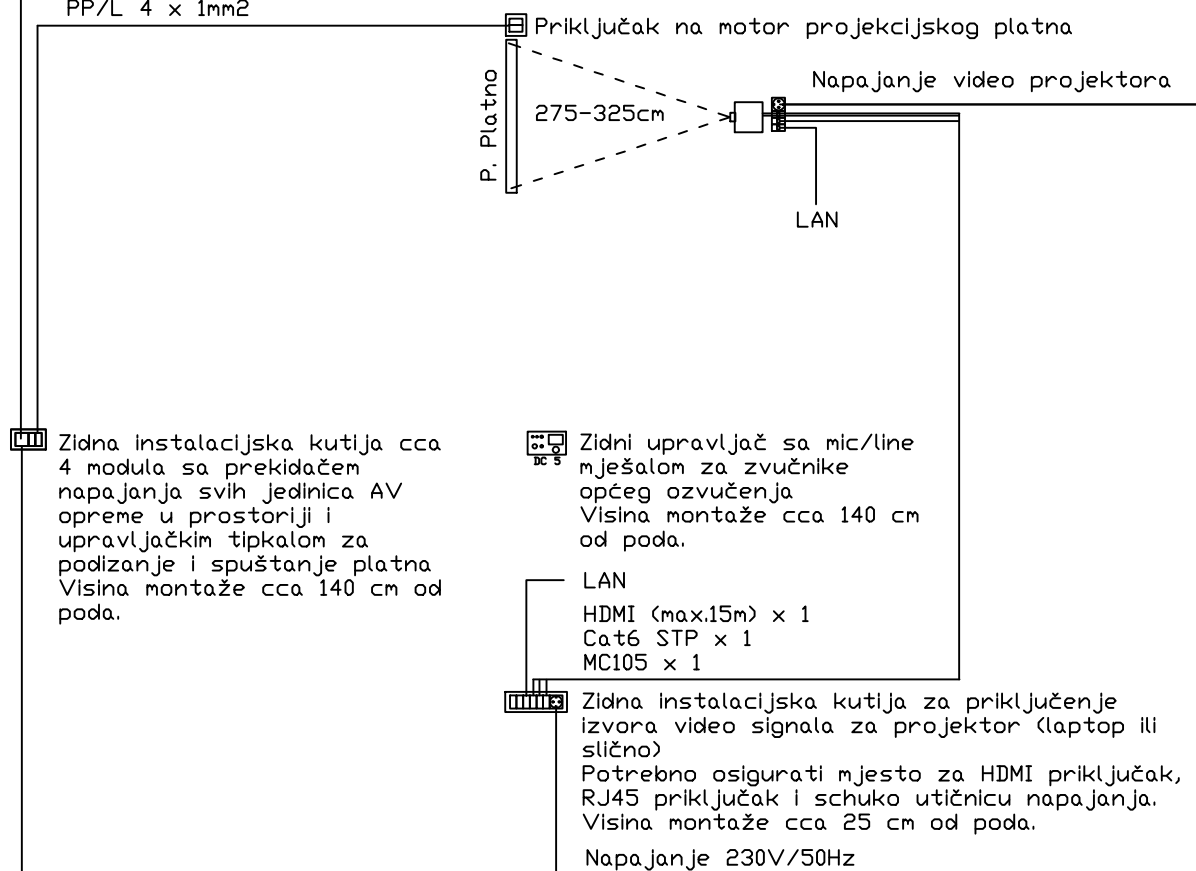 PP/L 4 x 1mm2
Priključak na motor projekcijskog platna
Napajanje video projektora
P. Platno
275-325cm
LAN
Zidna instalacijska kutija cca
4 modula sa prekidačem
napajanja svih jedinica AV
opreme u prostoriji i
upravljačkim tipkalom za
podizanje i spuštanje platna
Visina montaže cca 140 cm od
poda.
DC 5
Zidni upravljač sa mic/line
mješalom za zvučnike
općeg ozvučenja
Visina montaže cca 140 cm
od poda.
LAN
HDMI (max.15m) x 1
Cat6 STP x 1
MC105 x 1
Zidna instalacijska kutija za priključenje
izvora video signala za projektor (laptop ili
slično)
Potrebno osigurati mjesto za HDMI priključak,
RJ45 priključak i schuko utičnicu napajanja.
Visina montaže cca 25 cm od poda.
Napajanje 230V/50Hz